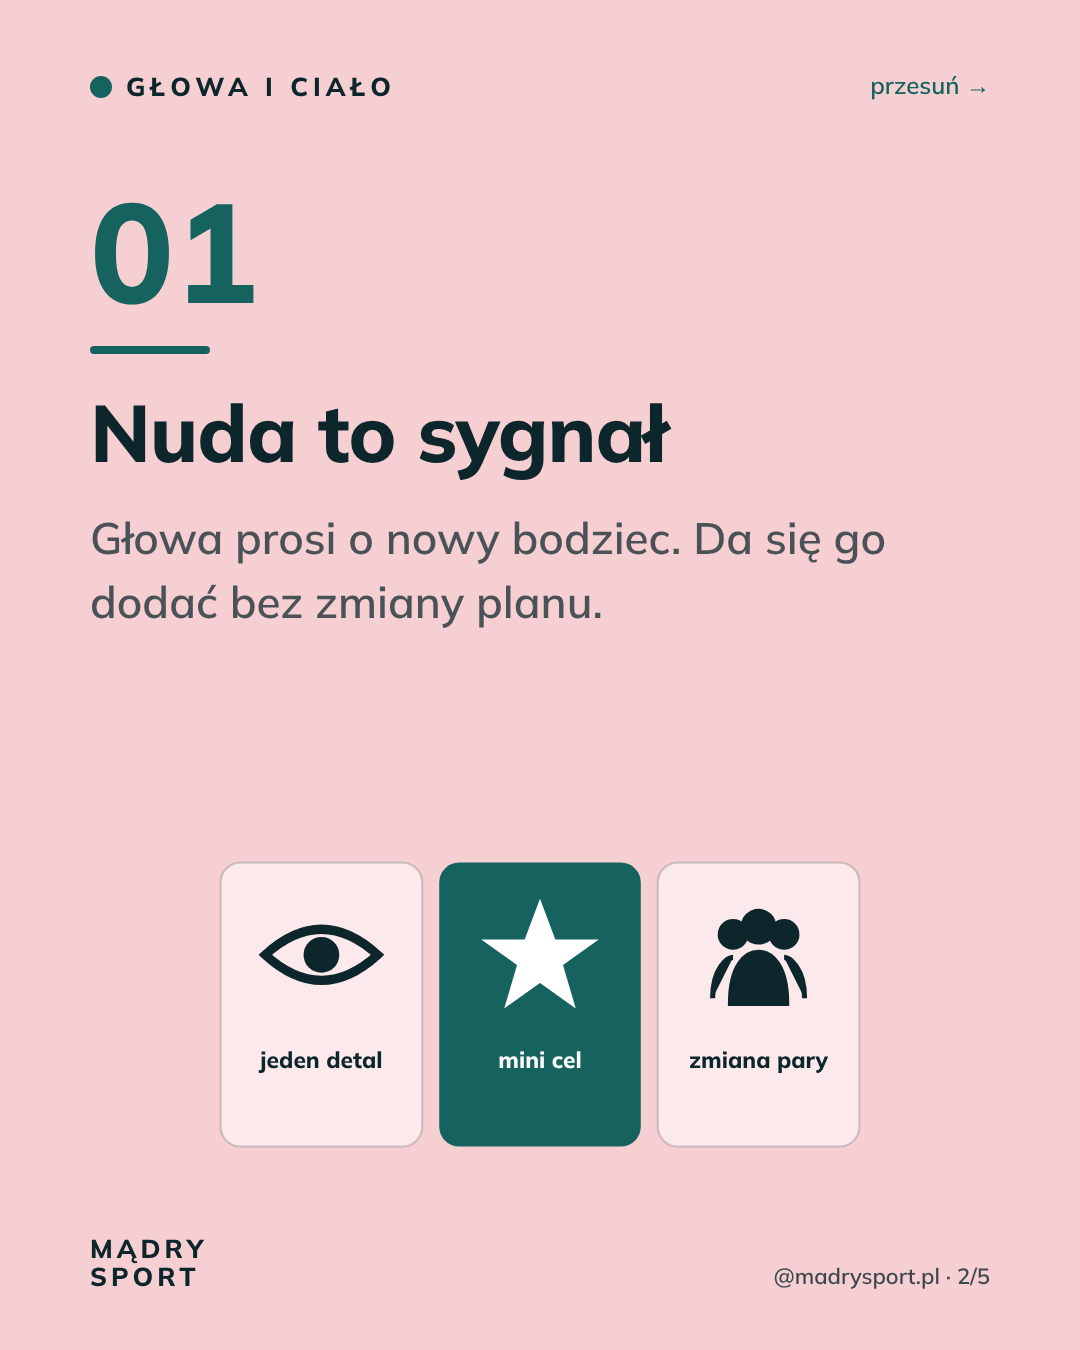 GŁOWA I CIAŁO
przesuń →
01
Nuda to sygnał
Głowa prosi o nowy bodziec. Da się go
dodać bez zmiany planu.
jeden detal
mini cel
zmiana pary
MĄDRY
SPORT
@madrysport.pl · 2/5